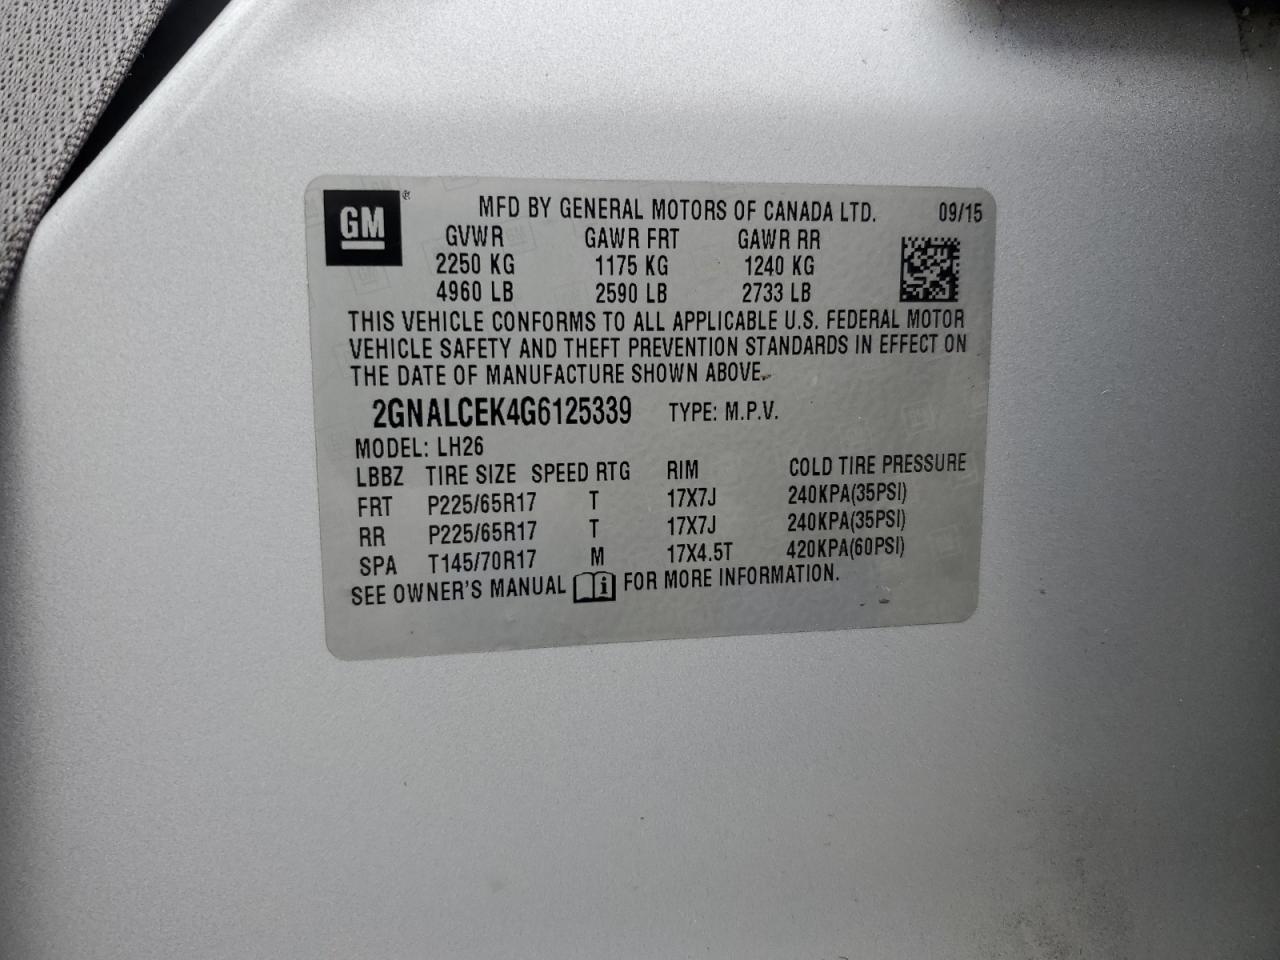 GM ® MFD BY GENERAL MOTORS OF CANADA LTD. 09/15
GVWR GAWR FRT GAWR RR
2250 KG 1175 KG 1240 KG
4960 LB 2590 LB 2733 LB
THIS VEHICLE CONFORMS TO ALL APPLICABLE U.S. FEDERAL MOTOR
VEHICLE SAFETY AND THEFT PREVENTION STANDARDS IN EFFECT ON
THE DATE OF MANUFACTURE SHOWN ABOVE.
2GNALCEK4G6125339 TYPE: M.P.V.
MODEL: LH26
LBBZ TIRE SIZE SPEED RTG RIM COLD TIRE PRESSURE
FRT P225/65R17 T 17X7J 240KPA(35PSI)
RR P225/65R17 T 17X7J 240KPA(35PSI)
SPA T145/70R17 M 17X4.5T 420KPA(60PSI)
SEE OWNER'S MANUAL i FOR MORE INFORMATION.